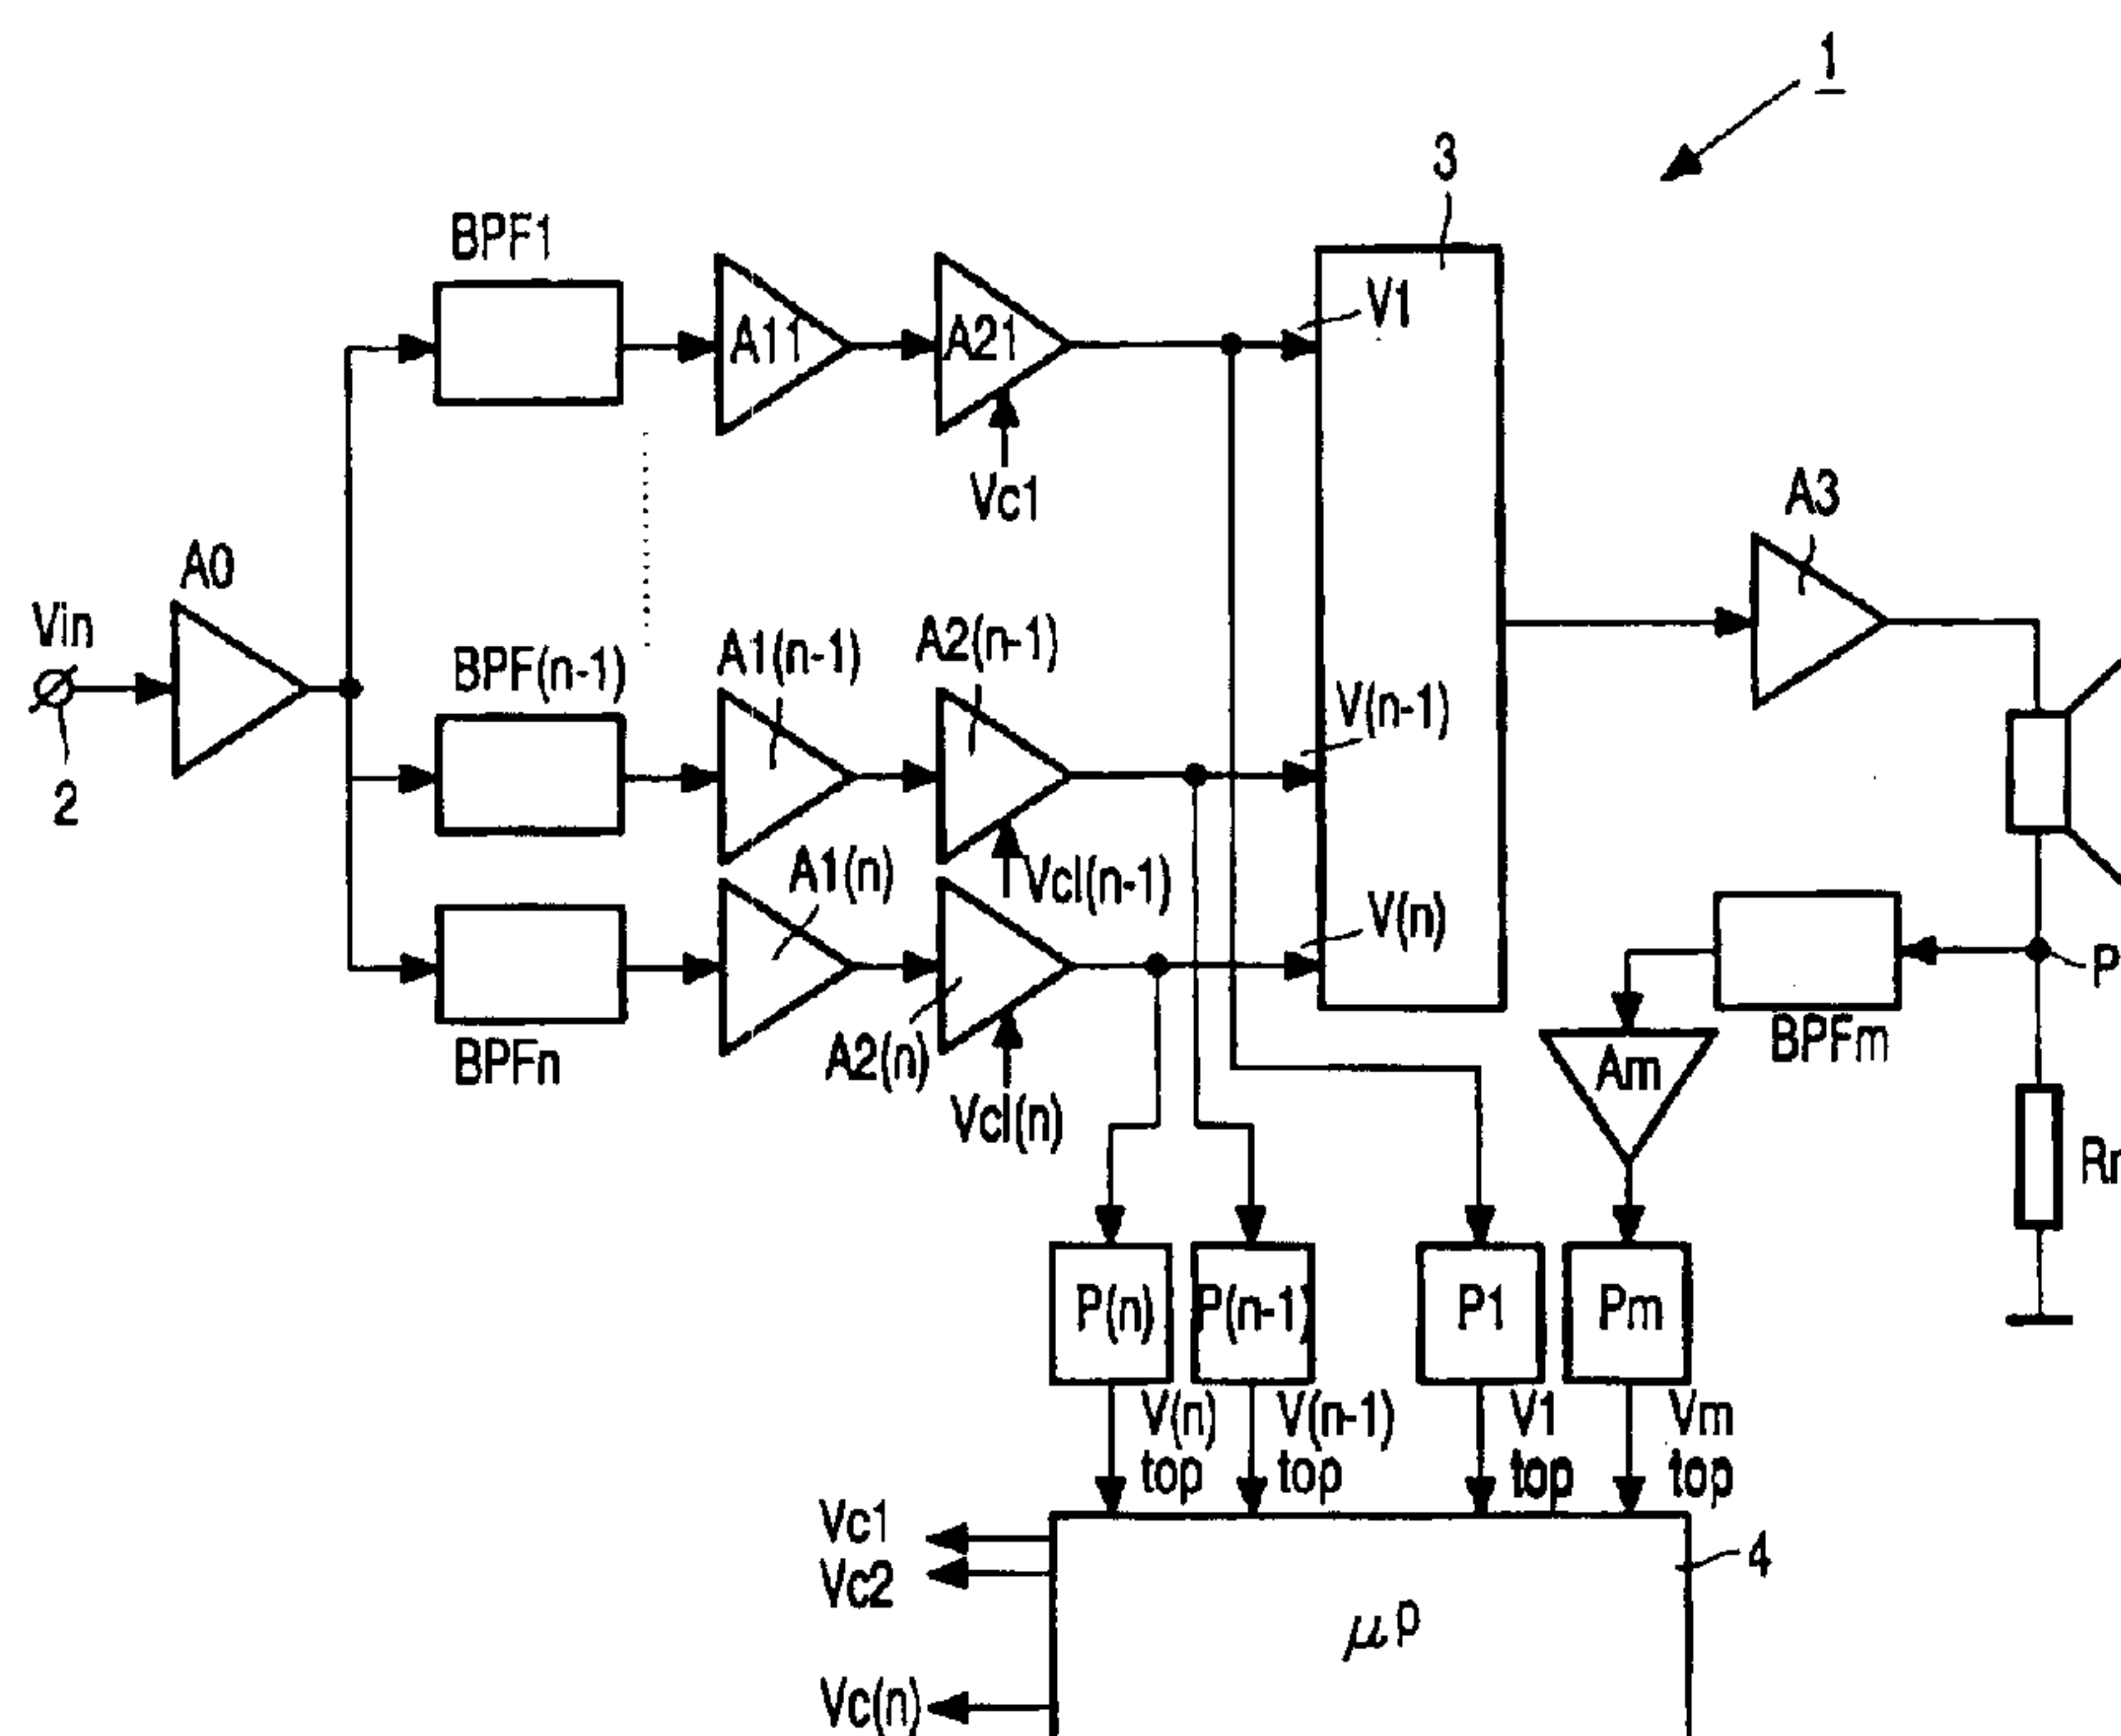 1
3
BPF1
V1
A11
A21
Vc1
A3
A0
Vin
BPF(n-1)
A1(n-1)
A2(n-1)
V(n-1)
2
A1(n)
Vcl(n-1)
V(n)
P
BPFn
A2(n)
BPFm
Am
Vcl(n)
P(n)
P(n-1)
P1
Pm
V(n)
top
V(n-1)
top
V1
top
Vm
top
Vc1
Vc2
4
μp
Vc(n)